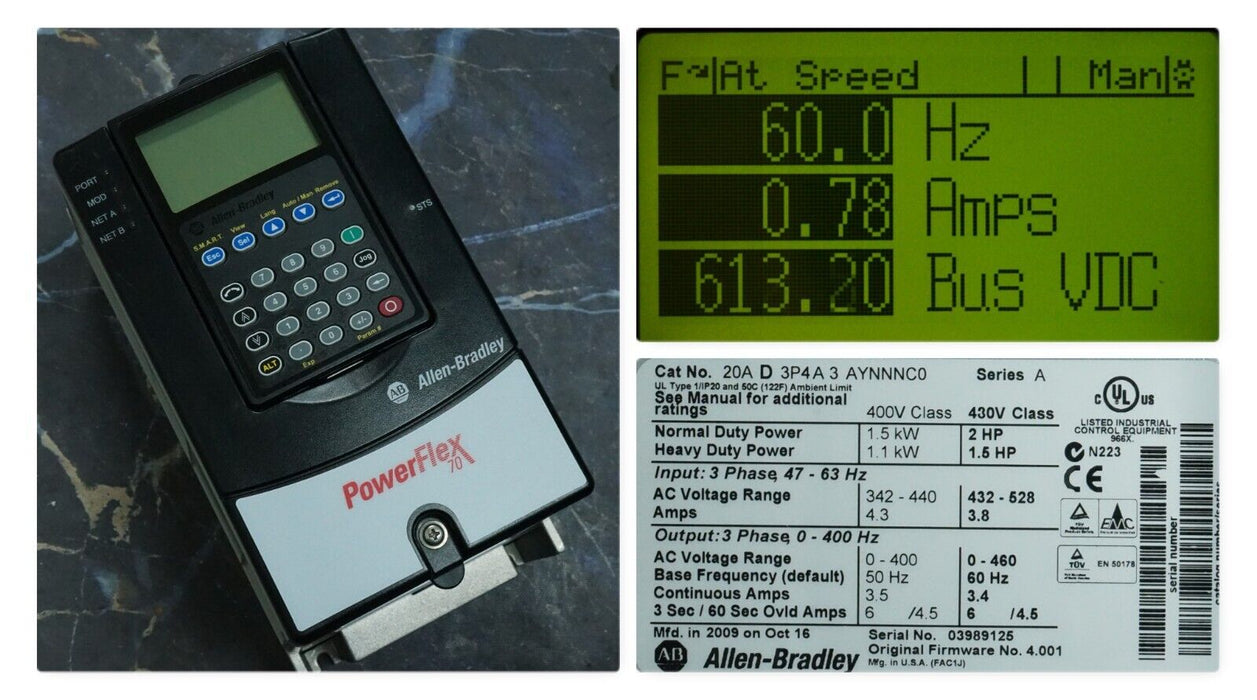 PORT
MOD
NET A
NET B
STS
Allen-Bradley
S.M.A.R.T. View Lang Auto / Man Remove
Esc Sel
7 8 9
Jog
4 5 6
1 2 3
ALT . 0 +/-
Exp Param #
AB Allen-Bradley
PowerFlex
70
F At Speed Man
60.0 Hz
0.78 Amps
613.20 Bus VDC
Cat No. 20A D 3P4 A 3 AYNNNC0 Series A
UL Type 1/IP20 and 50C (122F) Ambient Limit
See Manual for additional
ratings 400V Class 430V Class
Normal Duty Power 1.5 kW 2 HP
Heavy Duty Power 1.1 kW 1.5 HP
Input: 3 Phase, 47 - 63 Hz
AC Voltage Range 342 - 440 432 - 528
Amps 4.3 3.8
Output: 3 Phase, 0 - 400 Hz
AC Voltage Range 0 - 400 0 - 460
Base Frequency (default) 50 Hz 60 Hz
Continuous Amps 3.5 3.4
3 Sec / 60 Sec Ovld Amps 6 /4.5 6 /4.5
Mfd. in 2009 on Oct 16 Serial No. 03989125
Original Firmware No. 4.001
AB Allen-Bradley Mfg. in U.S.A. (FAC1J)
C UL US
LISTED INDUSTRIAL
CONTROL EQUIPMENT
966X.
N223
CE
TÜV EMC
TÜV EN 50178
serial number
catalog number/series